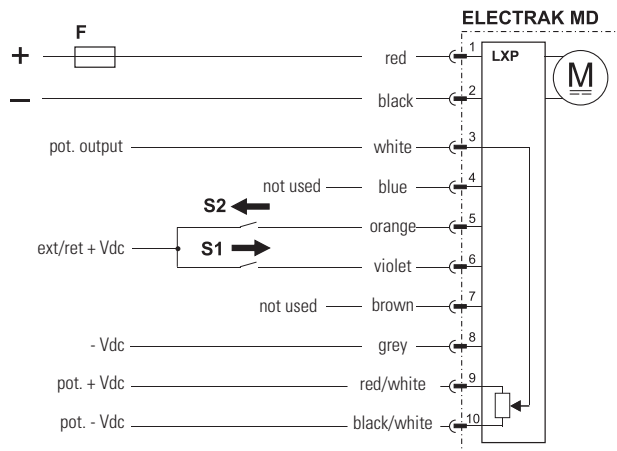 ELECTRAK MD
F
+ red 1 LXP
M
– black 2
pot. output white 3
not used blue 4
S2
orange 5
ext/ret + Vdc S1
violet 6
not used brown 7
- Vdc grey 8
pot. + Vdc red/white 9
pot. - Vdc black/white 10